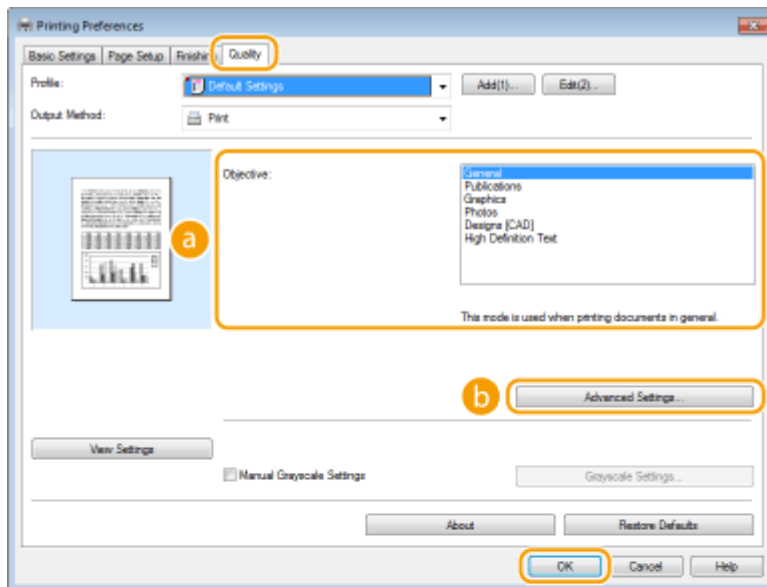 Printing Preferences
Basic Settings Page Setup Finishing Quality
Profile: Default Settings Add(1)... Edit(2)...
Output Method: Print
Objective: General
Publications
Graphics
Photos
Designs [CAD]
High Definition Text
a
This mode is used when printing documents in general.
b Advanced Settings...
View Settings
Manual Grayscale Settings Grayscale Settings...
About Restore Defaults
OK Cancel Help